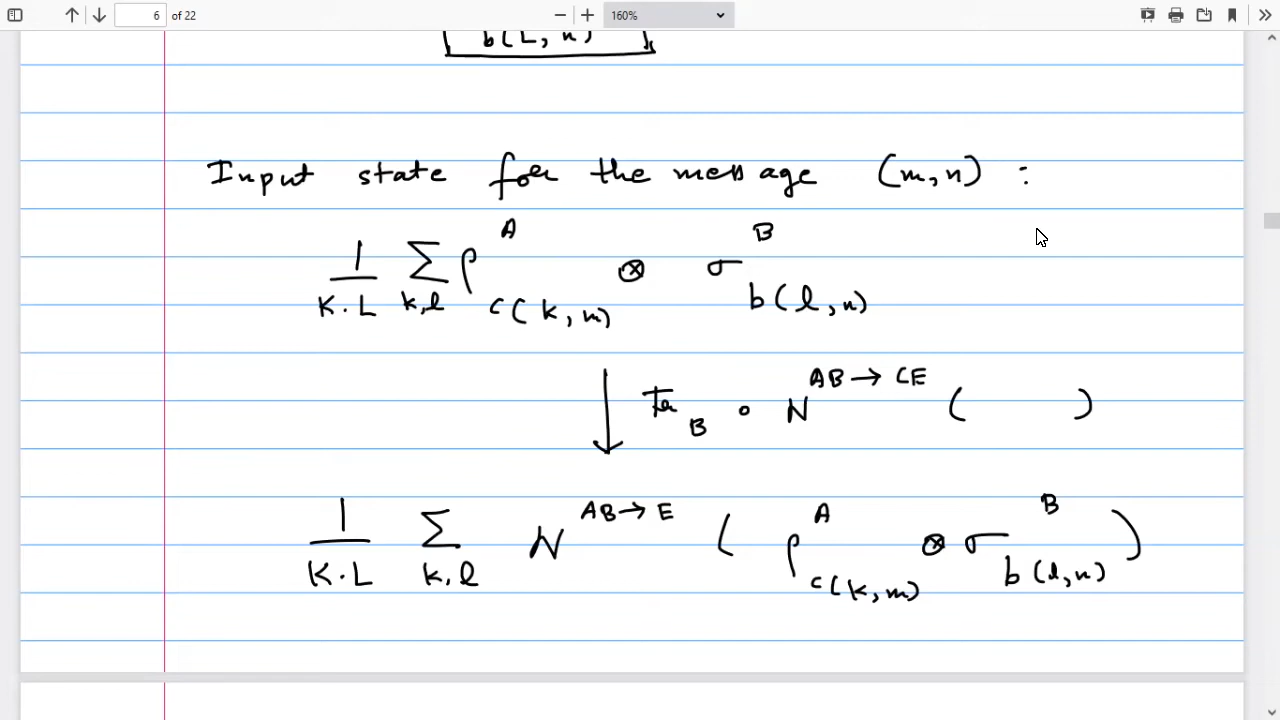 6 of 22 160%
b(L, n)
Input state for the message (m,n) :
1/(K.L) Σ_{k,l} ρ^A_{c(k,m)} ⊗ σ^B_{b(l,n)}
↓ Tr_B ∘ N^{AB→CE} ( )
1/(K.L) Σ_{k,l} N^{AB→E} ( ρ^A_{c(k,m)} ⊗ σ^B_{b(l,n)} )